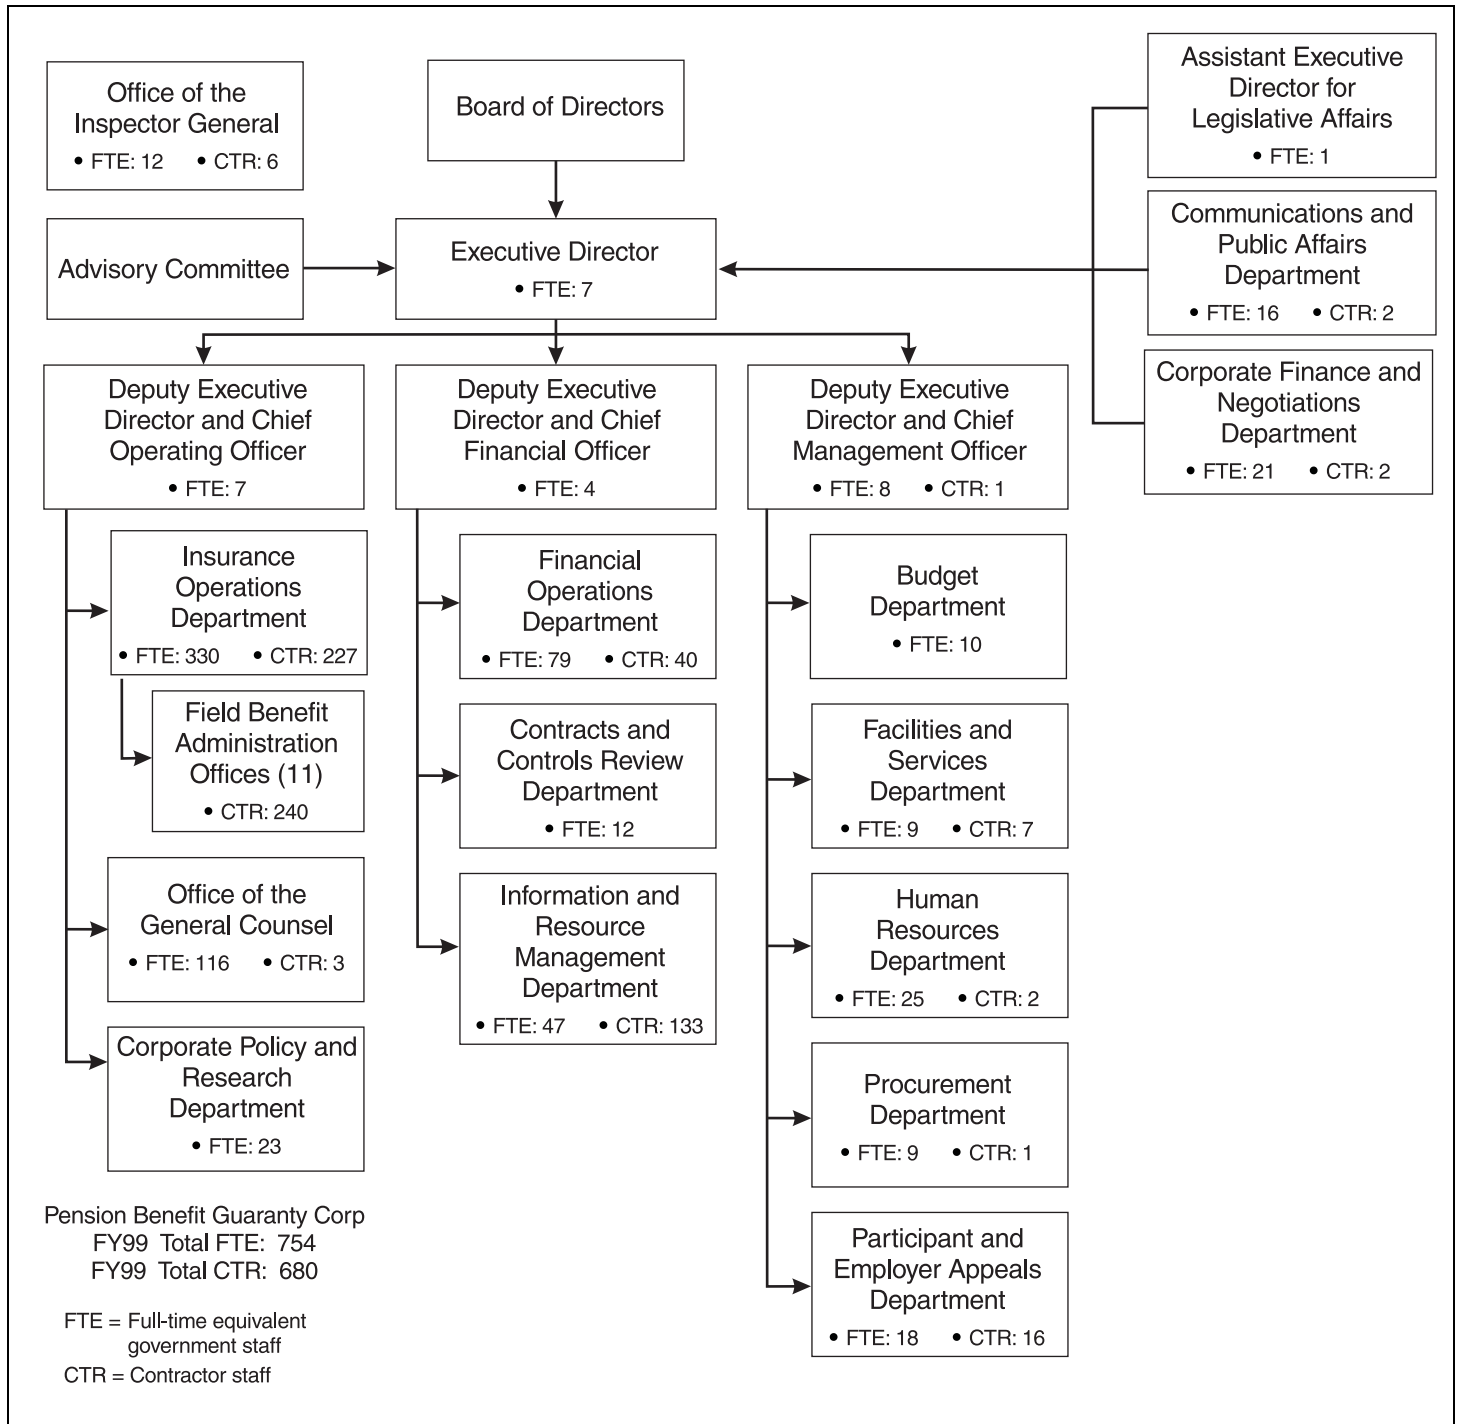 Office of the
Inspector General
• FTE: 12 • CTR: 6
Board of Directors
Assistant Executive
Director for
Legislative Affairs
• FTE: 1
Advisory Committee
Executive Director
• FTE: 7
Communications and
Public Affairs
Department
• FTE: 16 • CTR: 2
Corporate Finance and
Negotiations
Department
• FTE: 21 • CTR: 2
Deputy Executive
Director and Chief
Operating Officer
• FTE: 7
Deputy Executive
Director and Chief
Financial Officer
• FTE: 4
Deputy Executive
Director and Chief
Management Officer
• FTE: 8 • CTR: 1
Insurance
Operations
Department
• FTE: 330 • CTR: 227
Field Benefit
Administration
Offices (11)
• CTR: 240
Office of the
General Counsel
• FTE: 116 • CTR: 3
Corporate Policy and
Research
Department
• FTE: 23
Financial
Operations
Department
• FTE: 79 • CTR: 40
Contracts and
Controls Review
Department
• FTE: 12
Information and
Resource
Management
Department
• FTE: 47 • CTR: 133
Budget
Department
• FTE: 10
Facilities and
Services
Department
• FTE: 9 • CTR: 7
Human
Resources
Department
• FTE: 25 • CTR: 2
Procurement
Department
• FTE: 9 • CTR: 1
Participant and
Employer Appeals
Department
• FTE: 18 • CTR: 16
Pension Benefit Guaranty Corp
FY99 Total FTE: 754
FY99 Total CTR: 680
FTE = Full-time equivalent
government staff
CTR = Contractor staff